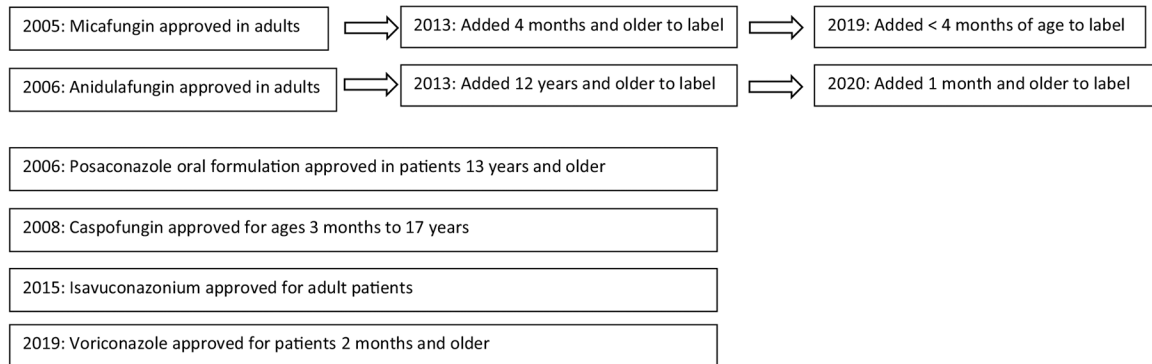 2005: Micafungin approved in adults
2013: Added 4 months and older to label
2019: Added < 4 months of age to label
2006: Anidulafungin approved in adults
2013: Added 12 years and older to label
2020: Added 1 month and older to label
2006: Posaconazole oral formulation approved in patients 13 years and older
2008: Caspofungin approved for ages 3 months to 17 years
2015: Isavuconazonium approved for adult patients
2019: Voriconazole approved for patients 2 months and older